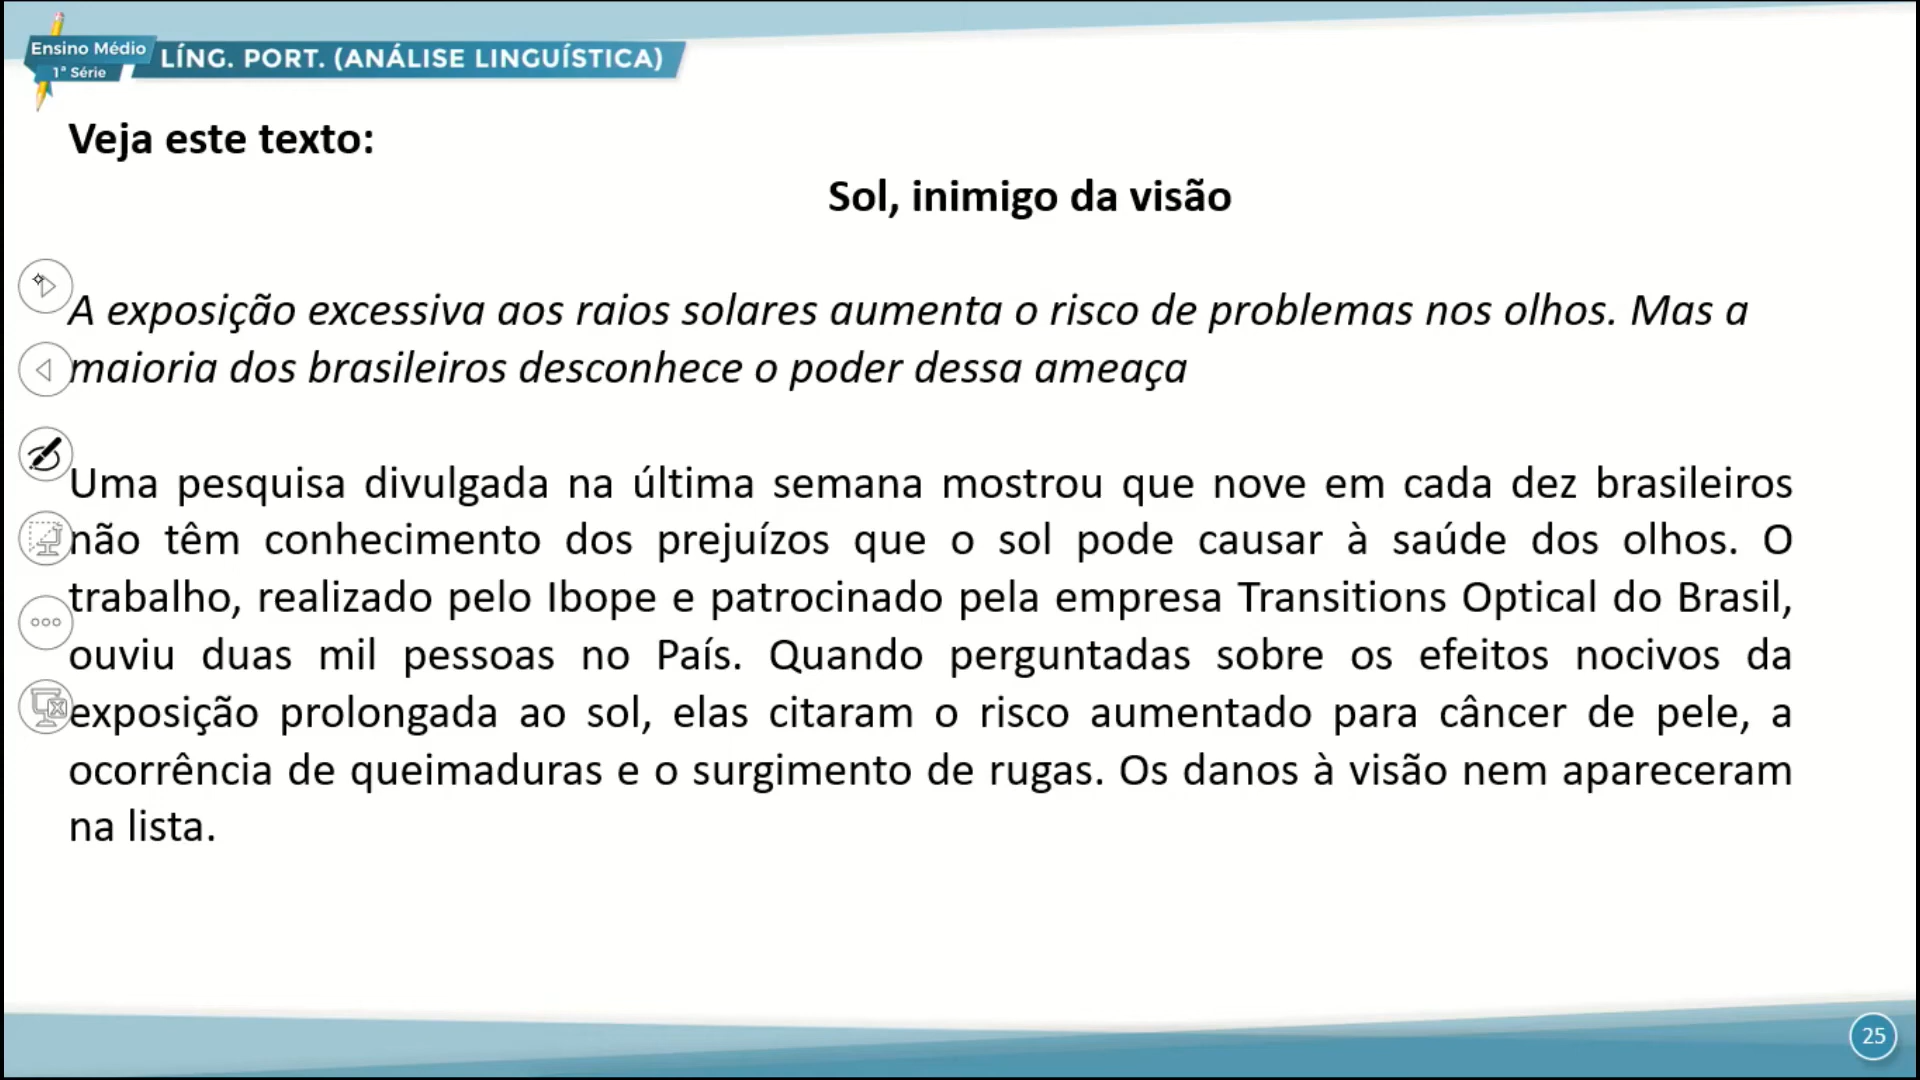 Ensino Médio
1ª Série
LÍNG. PORT. (ANÁLISE LINGUÍSTICA)
Veja este texto:
Sol, inimigo da visão
A exposição excessiva aos raios solares aumenta o risco de problemas nos olhos. Mas a
maioria dos brasileiros desconhece o poder dessa ameaça
Uma pesquisa divulgada na última semana mostrou que nove em cada dez brasileiros
não têm conhecimento dos prejuízos que o sol pode causar à saúde dos olhos. O
trabalho, realizado pelo Ibope e patrocinado pela empresa Transitions Optical do Brasil,
ouviu duas mil pessoas no País. Quando perguntadas sobre os efeitos nocivos da
exposição prolongada ao sol, elas citaram o risco aumentado para câncer de pele, a
ocorrência de queimaduras e o surgimento de rugas. Os danos à visão nem apareceram
na lista.
25